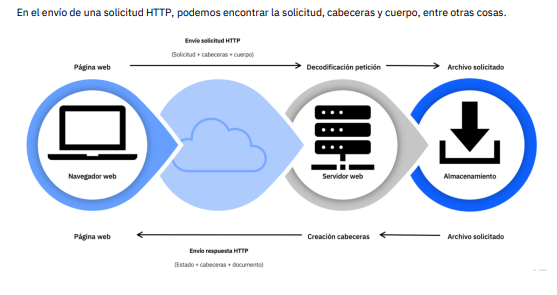 En el envío de una solicitud HTTP, podemos encontrar la solicitud, cabeceras y cuerpo, entre otras cosas.
Envío solicitud HTTP
(Solicitud + cabeceras + cuerpo)
Página web
Decodificación petición
Archivo solicitado
Navegador web
Servidor web
Almacenamiento
Página web
Creación cabeceras
Archivo solicitado
Envío respuesta HTTP
(Estado + cabeceras + documento)